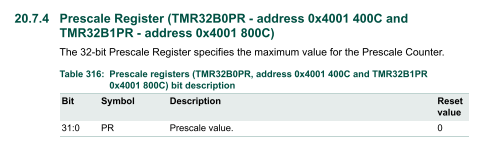 20.7.4 Prescale Register (TMR32B0PR - address 0x4001 400C and
TMR32B1PR - address 0x4001 800C)
The 32-bit Prescale Register specifies the maximum value for the Prescale Counter.
Table 316: Prescale registers (TMR32B0PR, address 0x4001 400C and TMR32B1PR
0x4001 800C) bit description
Bit Symbol Description Reset
value
31:0 PR Prescale value. 0